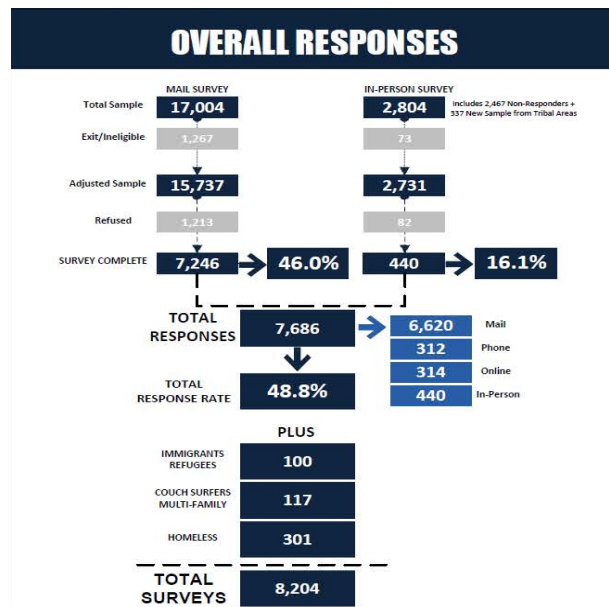 OVERALL RESPONSES
MAIL SURVEY
IN-PERSON SURVEY
Total Sample
17,004
2,804
Includes 2,467 Non-Responders +
337 New Sample from Tribal Areas
Exit/Ineligible
1,267
73
Adjusted Sample
15,737
2,731
Refused
1,213
82
SURVEY COMPLETE
7,246
46.0%
440
16.1%
TOTAL
RESPONSES
7,686
6,620
Mail
312
Phone
314
Online
440
In-Person
TOTAL
RESPONSE RATE
48.8%
PLUS
IMMIGRANTS
REFUGEES
100
COUCH SURFERS
MULTI-FAMILY
117
HOMELESS
301
TOTAL
SURVEYS
8,204